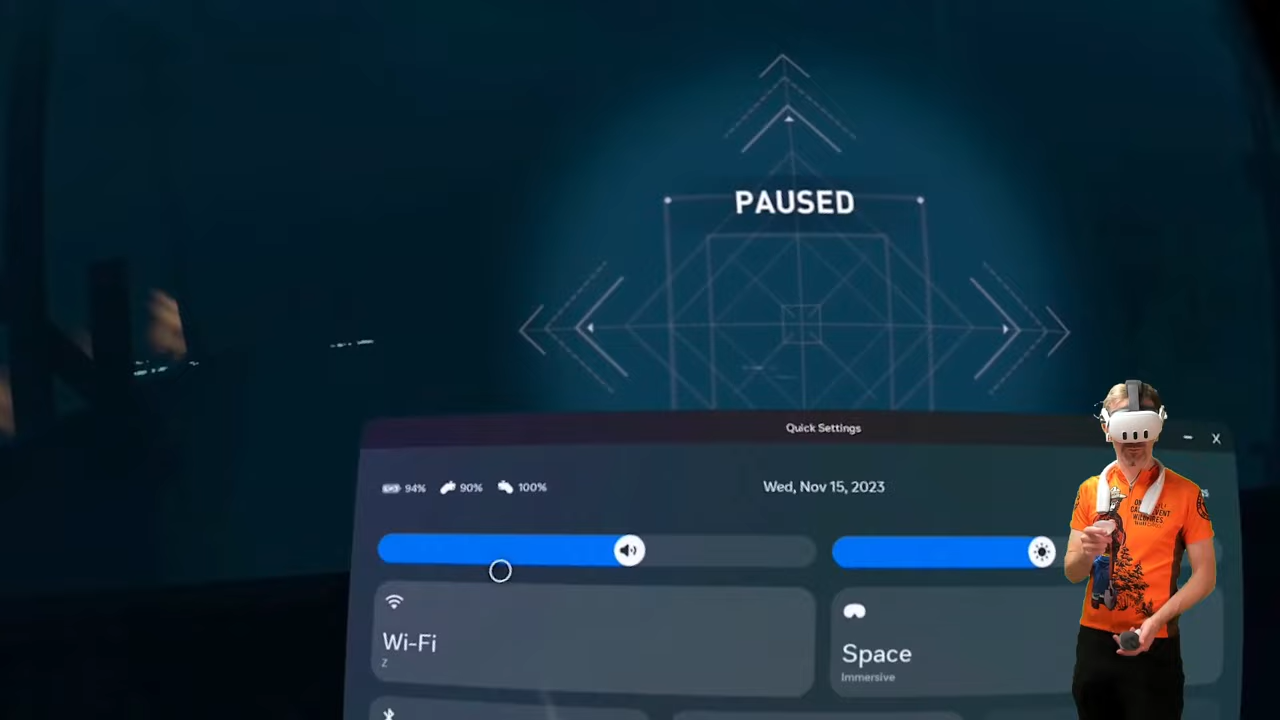 PAUSED
Quick Settings
X
94% 90% 100%
Wed, Nov 15, 2023
Wi-Fi
Z
Space
Immersive